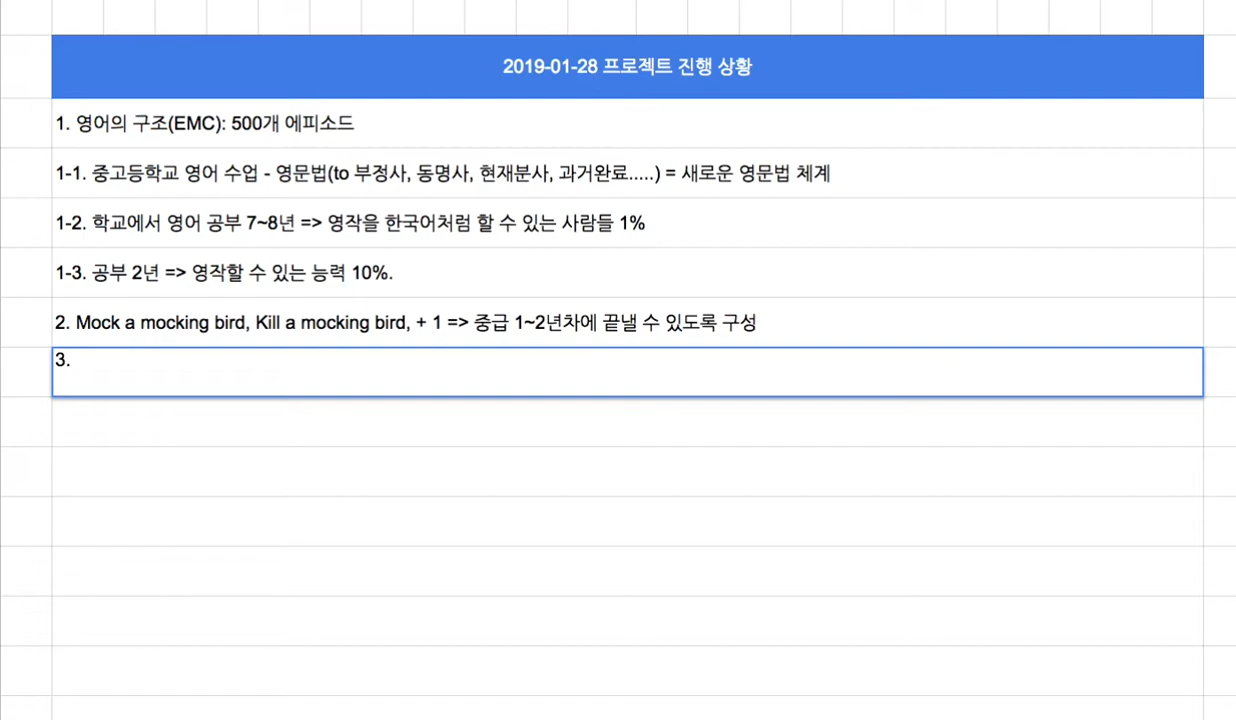 2019-01-28 프로젝트 진행 상황
1. 영어의 구조(EMC): 500개 에피소드
1-1. 중고등학교 영어 수업 - 영문법(to 부정사, 동명사, 현재분사, 과거완료.....) = 새로운 영문법 체계
1-2. 학교에서 영어 공부 7~8년 => 영작을 한국어처럼 할 수 있는 사람들 1%
1-3. 공부 2년 => 영작할 수 있는 능력 10%.
2. Mock a mocking bird, Kill a mocking bird, + 1 => 중급 1~2년차에 끝낼 수 있도록 구성
3.